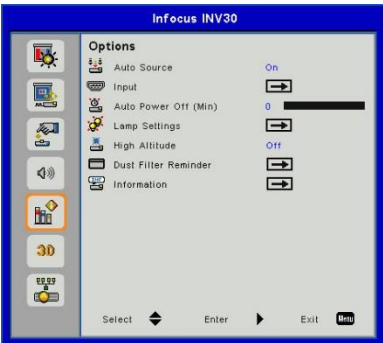 Infocus INV30
Options
Auto Source On
Input
Auto Power Off (Min) 0
Lamp Settings
High Altitude Off
Dust Filter Reminder
Information
3D
Select Enter Exit Menu